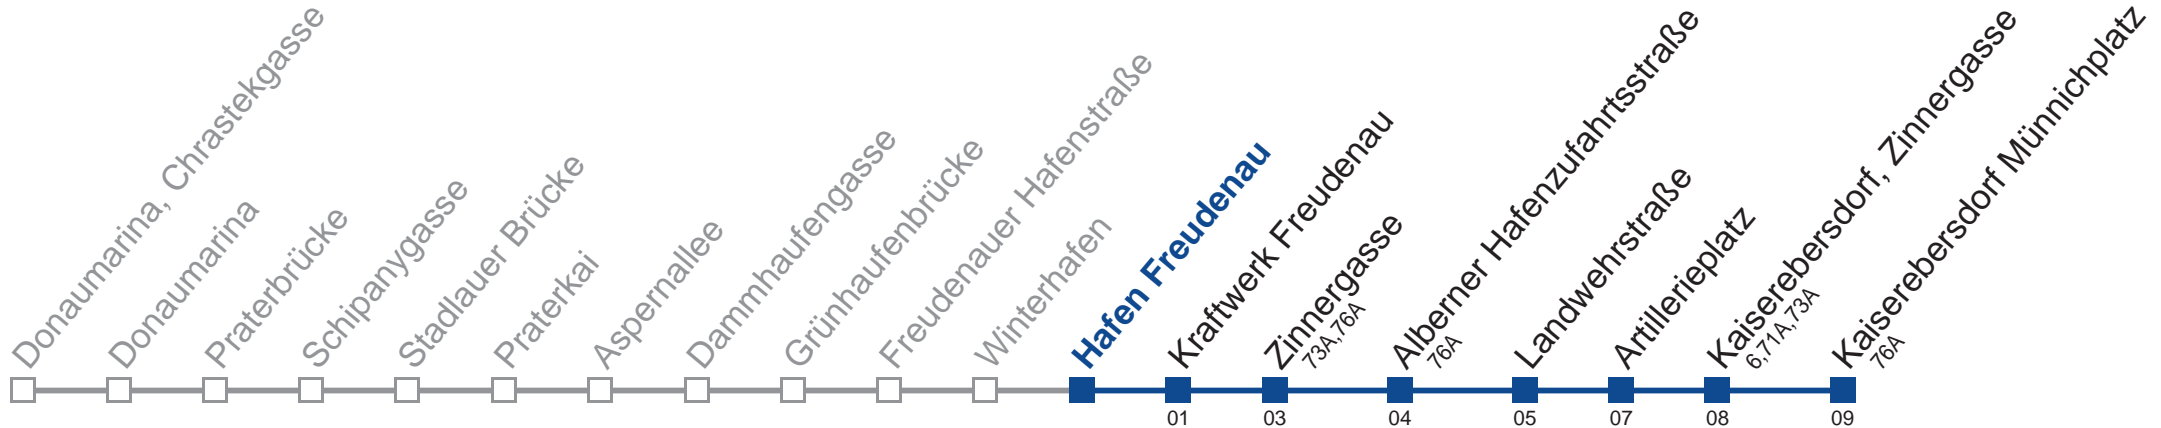 Donaumarina, Chrastekgasse
Donaumarina
Praterbrücke
Schipanygasse
Stadlauer Brücke
Praterkai
Aspernallee
Dammhaufengasse
Grünhaufenbrücke
Freudenauer Hafenstraße
Winterhafen
Hafen Freudenau
Kraftwerk Freudenau
Zinnergasse
73A,76A
Alberner Hafenzufahrtsstraße
76A
Landwehrstraße
Artillerieplatz
Kaiserebersdorf, Zinnergasse
6,71A,73A
Kaiserebersdorf Münnichplatz
76A
01
03
04
05
07
08
09